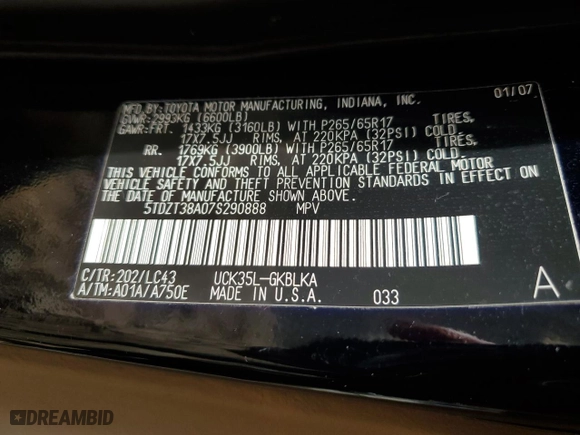 MFD.BY:TOYOTA MOTOR MANUFACTURING, INDIANA, INC. 01/07
GVWR:2993KG (6600LB)
GAWR:FRT. 1433KG (3160LB) WITH P265/65R17 TIRES,
17X7.5JJ RIMS, AT 220KPA (32PSI) COLD.
RR. 1769KG (3900LB) WITH P265/65R17 TIRES,
17X7.5JJ RIMS, AT 220KPA (32PSI) COLD.
THIS VEHICLE CONFORMS TO ALL APPLICABLE FEDERAL MOTOR
VEHICLE SAFETY AND THEFT PREVENTION STANDARDS IN EFFECT ON
THE DATE OF MANUFACTURE SHOWN ABOVE.
5TDZT38A07S290888 MPV
C/TR:202/LC43 UCK35L-GKBLKA
A/TM:A01A/A750E MADE IN U.S.A. 033 A
DREAMBID